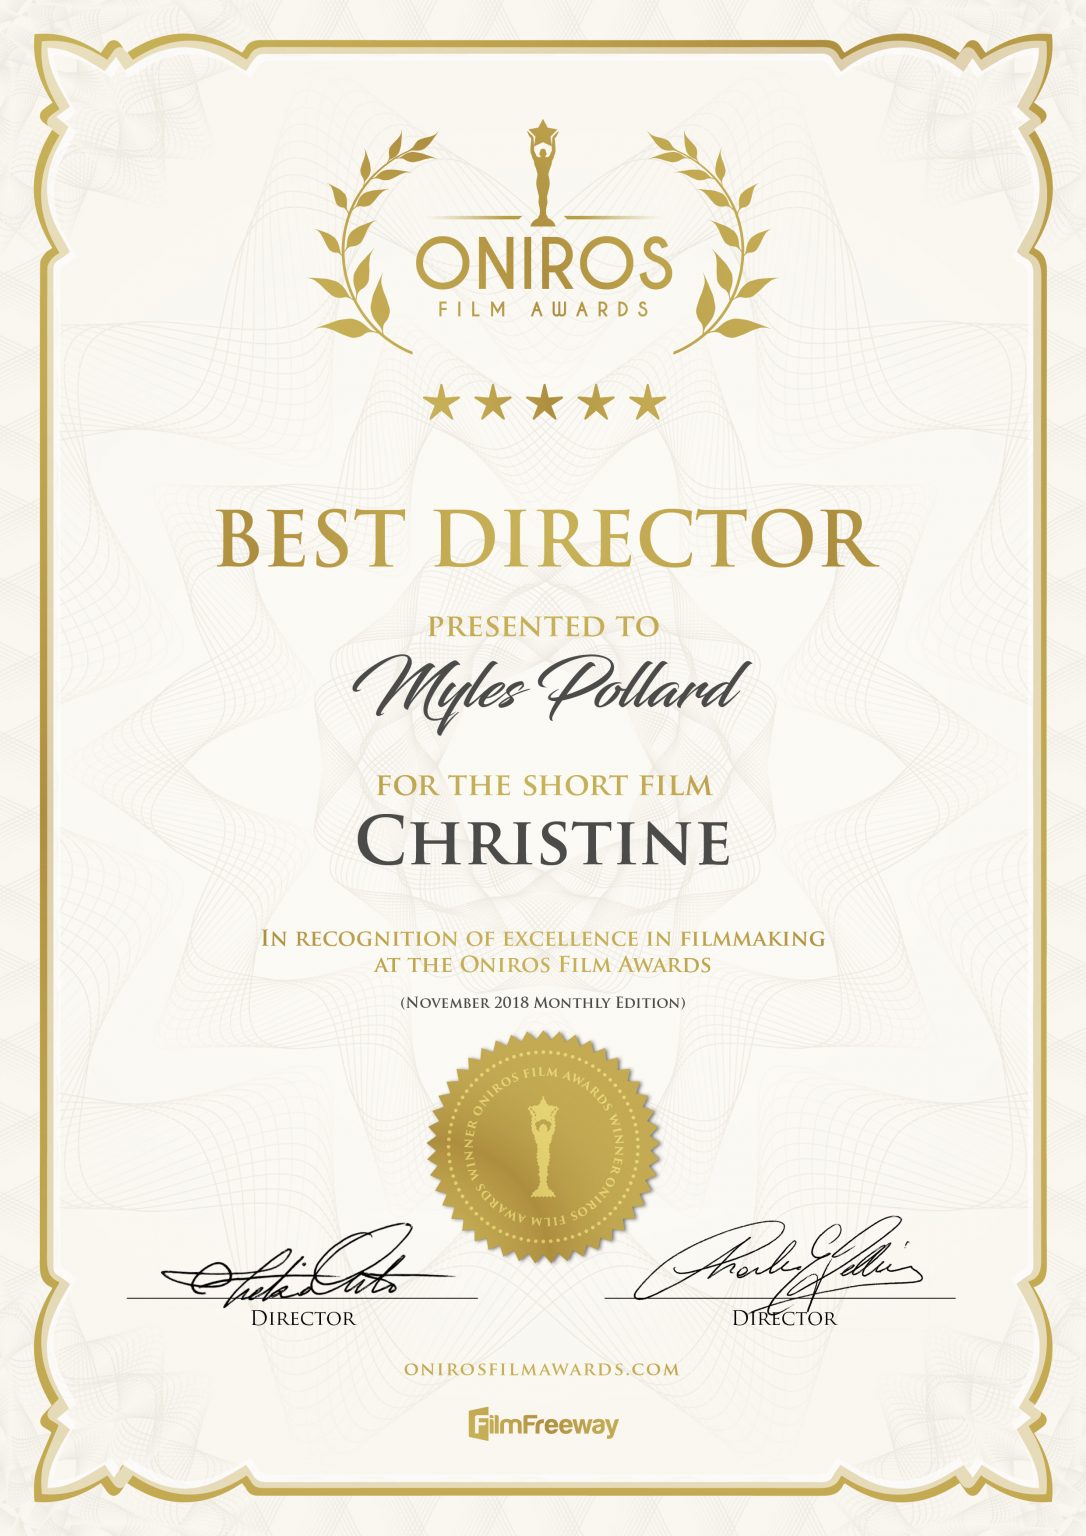 ONIROS
FILM AWARDS
BEST DIRECTOR
PRESENTED TO
Myles Pollard
FOR THE SHORT FILM
CHRISTINE
IN RECOGNITION OF EXCELLENCE IN FILMMAKING
AT THE ONIROS FILM AWARDS
(NOVEMBER 2018 MONTHLY EDITION)
ONIROS FILM AWARDS WINNER ONIROS FILM AWARDS WINNER
DIRECTOR
DIRECTOR
ONIROSFILMAWARDS.COM
FilmFreeway